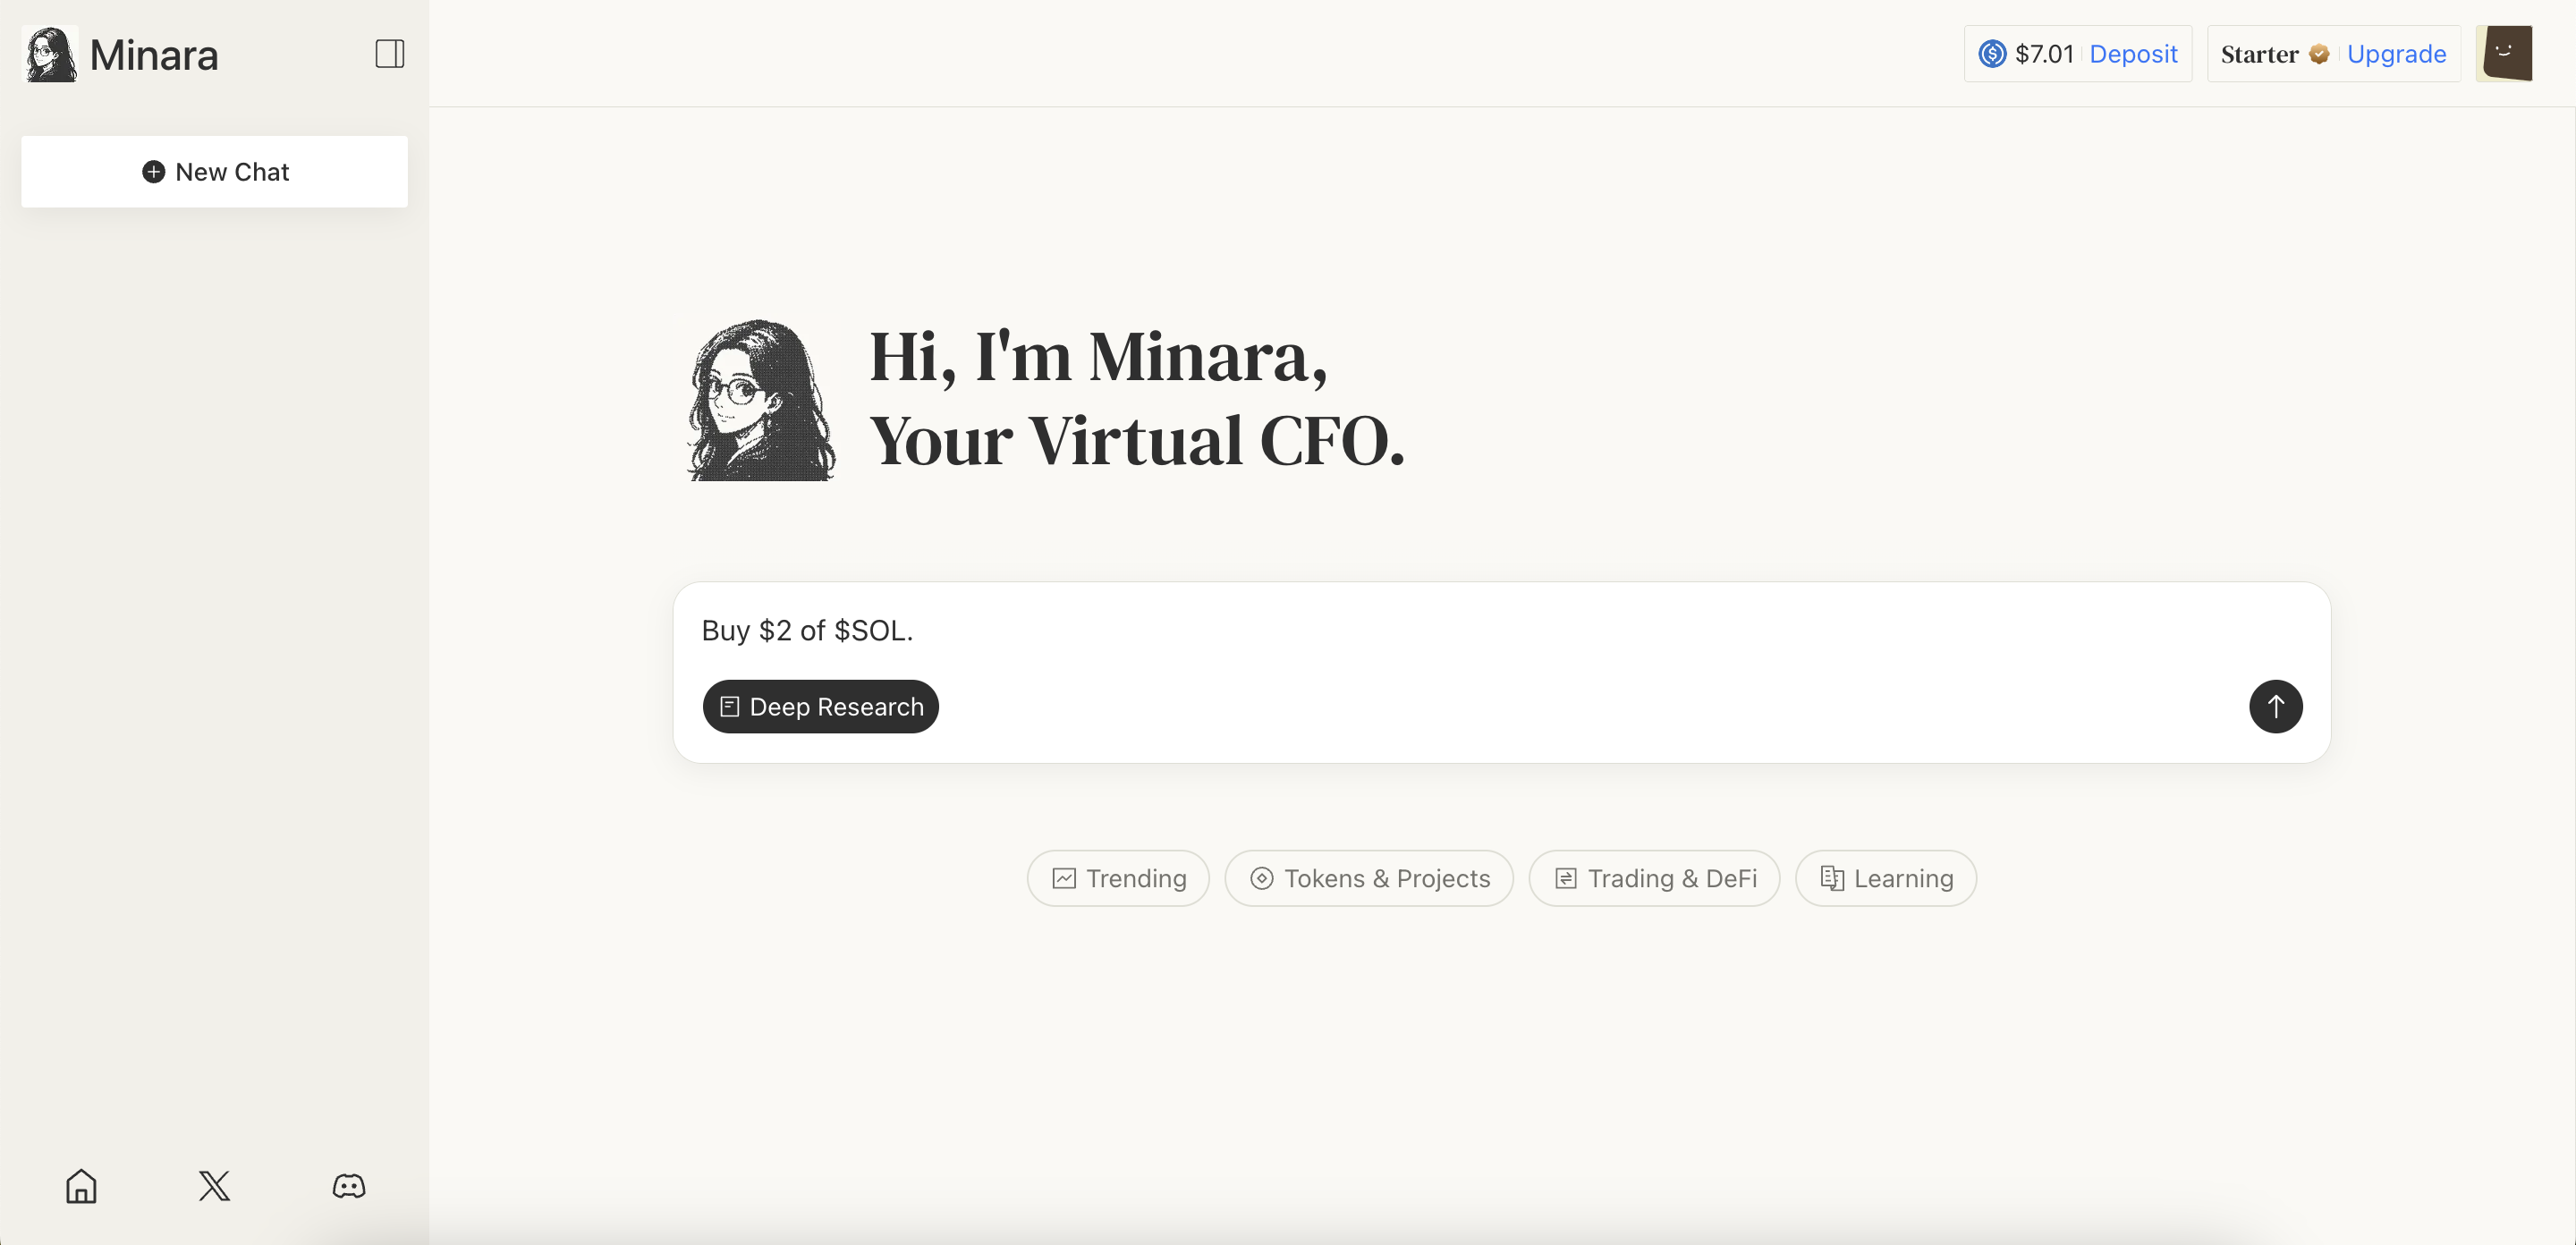 Minara
$7.01 Deposit
Starter Upgrade
New Chat
Hi, I'm Minara,
Your Virtual CFO.
Buy $2 of $SOL.
Deep Research
Trending
Tokens & Projects
Trading & DeFi
Learning